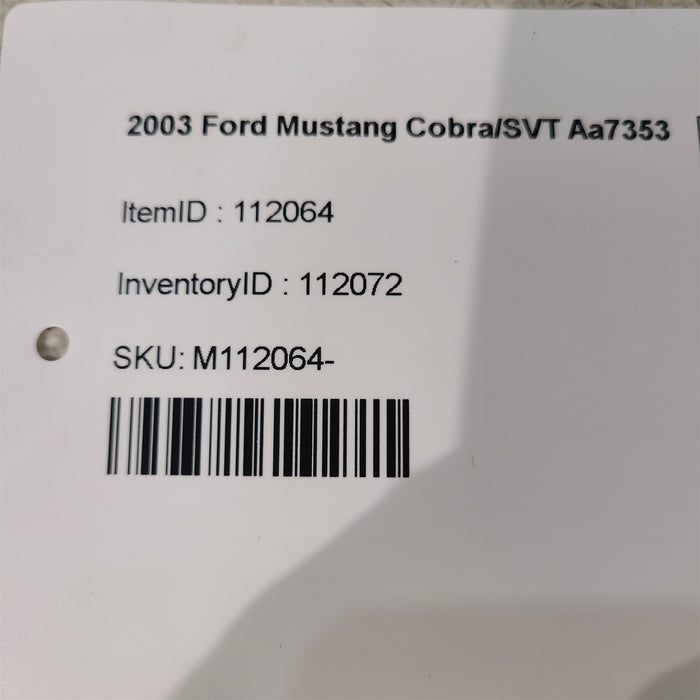 2003 Ford Mustang Cobra/SVT Aa7353
ItemID : 112064
InventoryID : 112072
SKU: M112064-